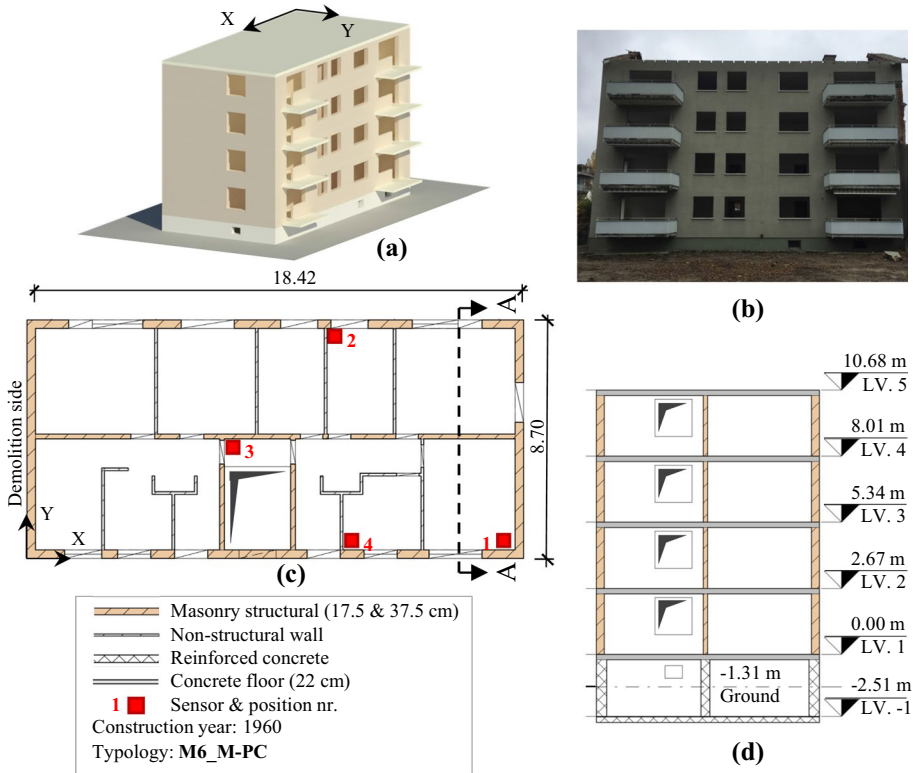 X
Y
(a)
(b)
18.42
A
2
3
4
1
8.70
Demolition side
Y
X
A
(c)
10.68 m
LV. 5
8.01 m
LV. 4
5.34 m
LV. 3
2.67 m
LV. 2
0.00 m
LV. 1
-1.31 m
Ground
-2.51 m
LV. -1
(d)
Masonry structural (17.5 & 37.5 cm)
Non-structural wall
Reinforced concrete
Concrete floor (22 cm)
1 Sensor & position nr.
Construction year: 1960
Typology: M6_M-PC